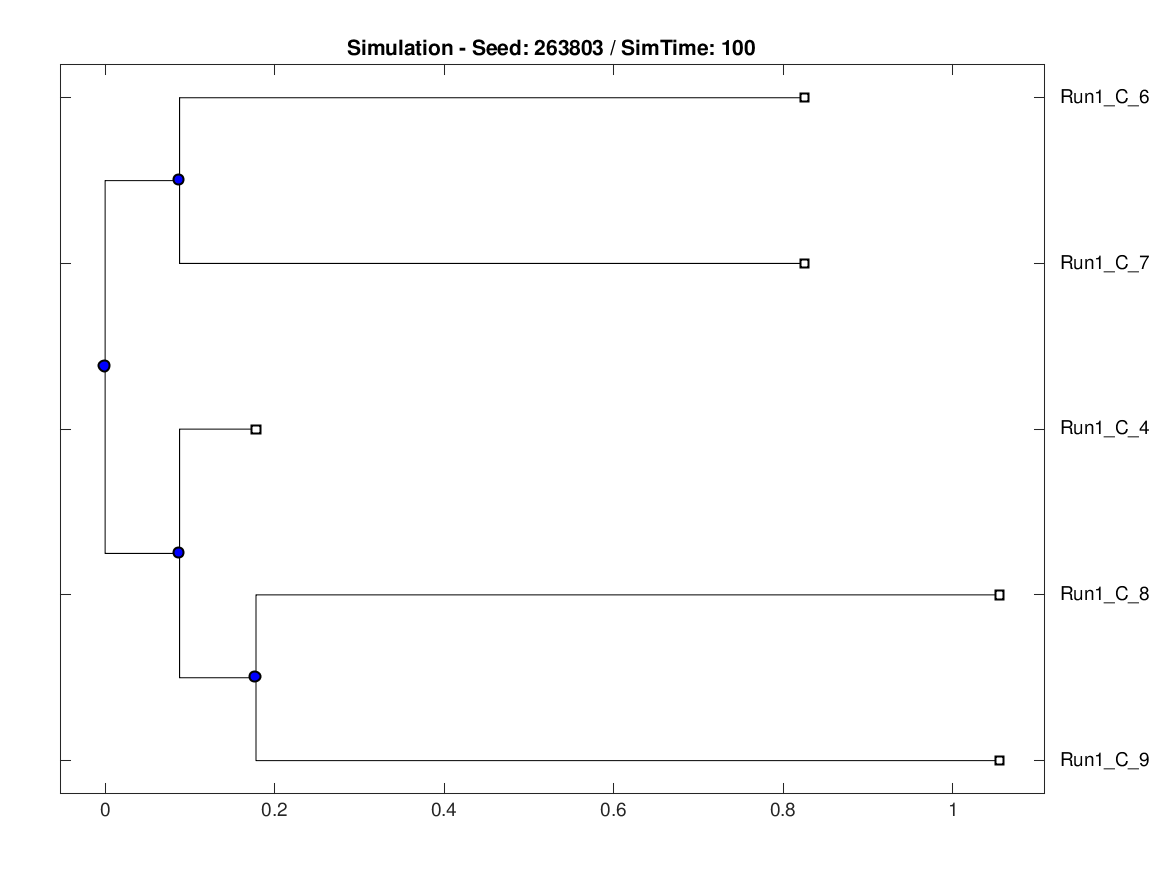 Simulation - Seed: 263803 / SimTime: 100
Run1_C_6
Run1_C_7
Run1_C_4
Run1_C_8
Run1_C_9
0 0.2 0.4 0.6 0.8 1